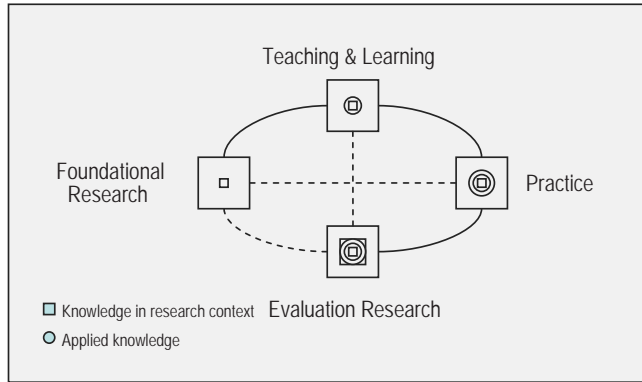 Teaching & Learning
Foundational
Research
Practice
Evaluation Research
Knowledge in research context
Applied knowledge